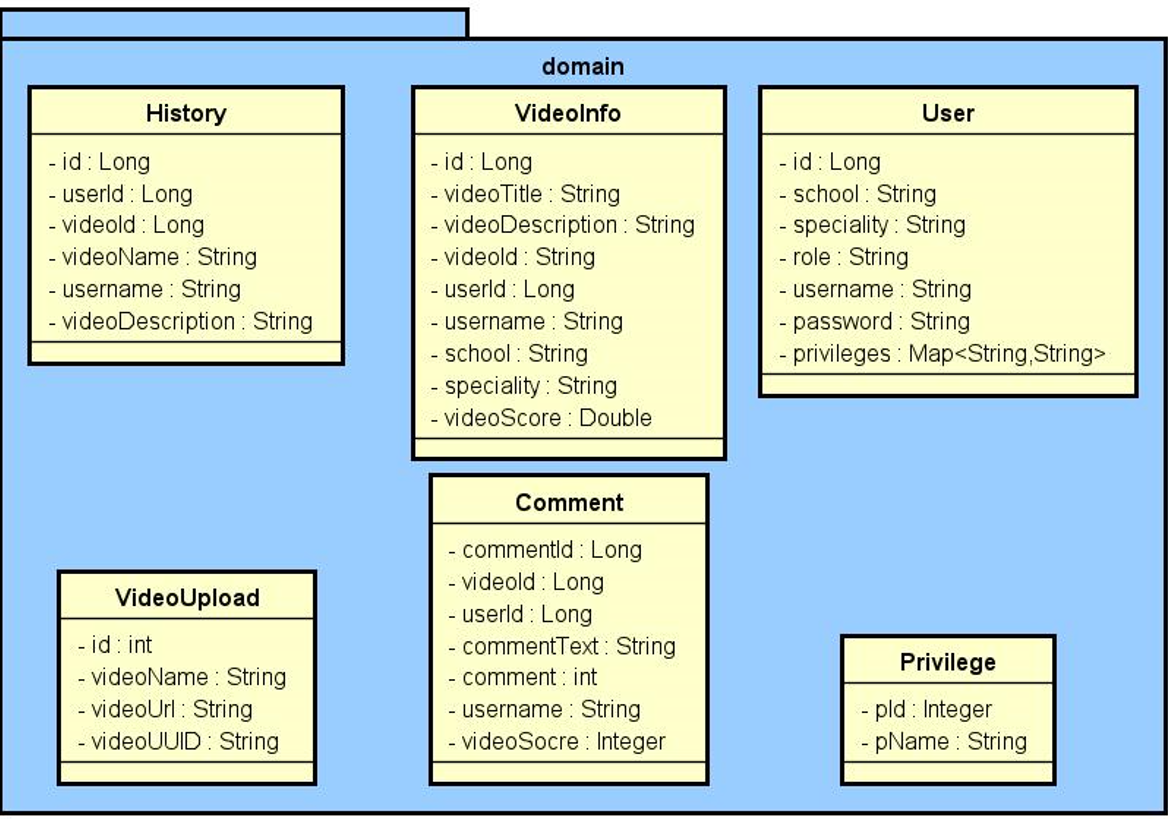 domain
History
- id : Long
- userId : Long
- videoId : Long
- videoName : String
- username : String
- videoDescription : String
VideoInfo
- id : Long
- videoTitle : String
- videoDescription : String
- videoId : String
- userId : Long
- username : String
- school : String
- speciality : String
- videoScore : Double
User
- id : Long
- school : String
- speciality : String
- role : String
- username : String
- password : String
- privileges : Map<String,String>
VideoUpload
- id : int
- videoName : String
- videoUrl : String
- videoUUID : String
Comment
- commentId : Long
- videoId : Long
- userId : Long
- commentText : String
- comment : int
- username : String
- videoSocre : Integer
Privilege
- pId : Integer
- pName : String